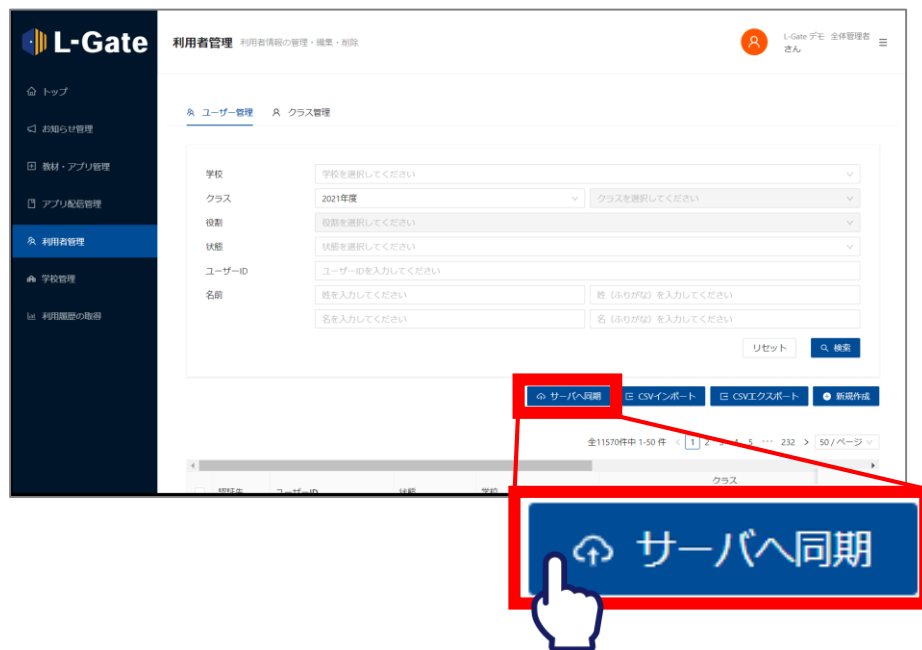 L-Gate
利用者管理 利用者情報の管理・編集・削除
L-Gate デモ 全体管理者
さん
トップ
お知らせ管理
教材・アプリ管理
アプリ配信管理
利用者管理
学校管理
利用履歴の取得
ユーザー管理 クラス管理
学校 学校を選択してください
クラス 2021年度 クラスを選択してください
役割 役割を選択してください
状態 状態を選択してください
ユーザーID ユーザーIDを入力してください
名前 姓を入力してください 姓（ふりがな）を入力してください
名を入力してください 名（ふりがな）を入力してください
リセット 検索
サーバへ同期 CSVインポート CSVエクスポート 新規作成
全11570件中 1-50 件 < 1 2 3 4 5 ··· 232 > 50 / ページ
クラス
認証先 ユーザーID 状態 学校
サーバへ同期